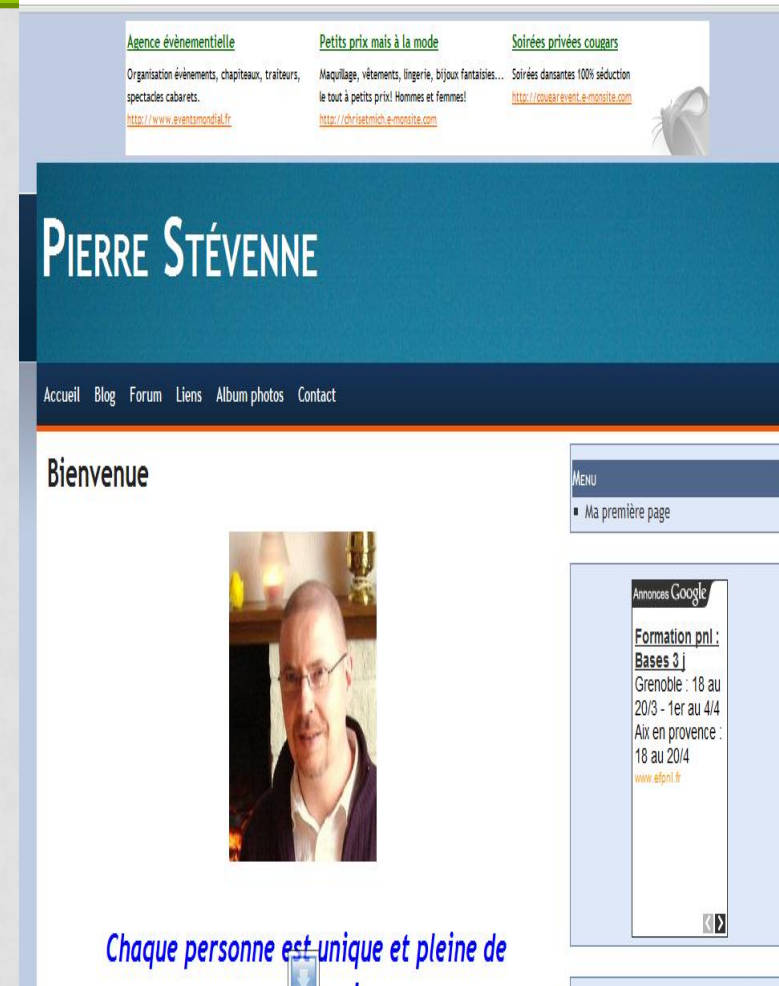 Agence évènementielle
Organisation évènements, chapiteaux, traiteurs,
spectacles cabarets.
http://www.eventsmondial.fr
Petits prix mais à la mode
Maquillage, vêtements, lingerie, bijoux fantaisies...
le tout à petits prix! Hommes et femmes!
http://chrisetmich.e-monsite.com
Soirées privées cougars
Soirées dansantes 100% séduction
http://cougarevent.e-monsite.com
PIERRE STÉVENNE
Accueil Blog Forum Liens Album photos Contact
Bienvenue
Chaque personne est unique et pleine de
MENU
Ma première page
Annonces Google
Formation pnl :
Bases 3 j
Grenoble : 18 au
20/3 - 1er au 4/4
Aix en provence :
18 au 20/4
www.efpnl.fr